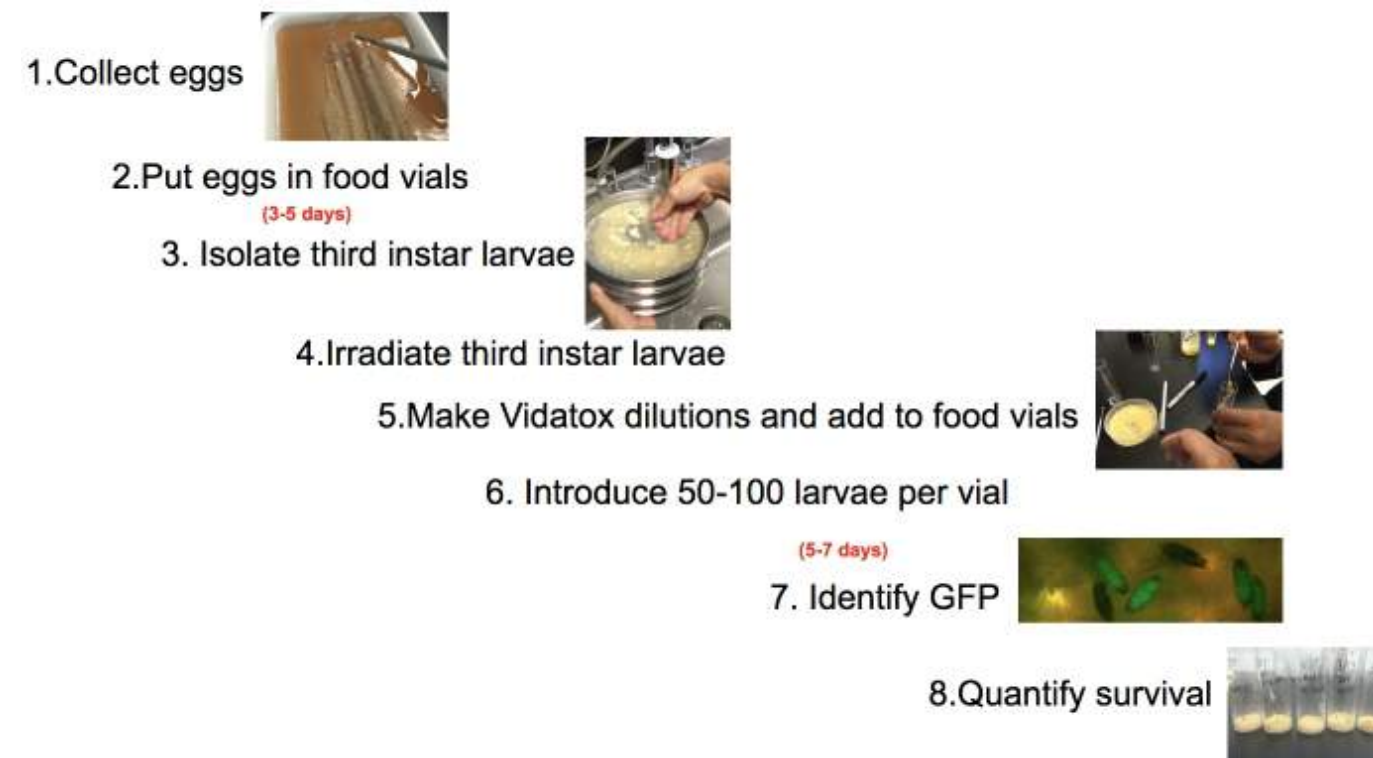 1.Collect eggs
2.Put eggs in food vials
(3-5 days)
3. Isolate third instar larvae
4.Irradiate third instar larvae
5.Make Vidatox dilutions and add to food vials
6. Introduce 50-100 larvae per vial
(5-7 days)
7. Identify GFP
8.Quantify survival